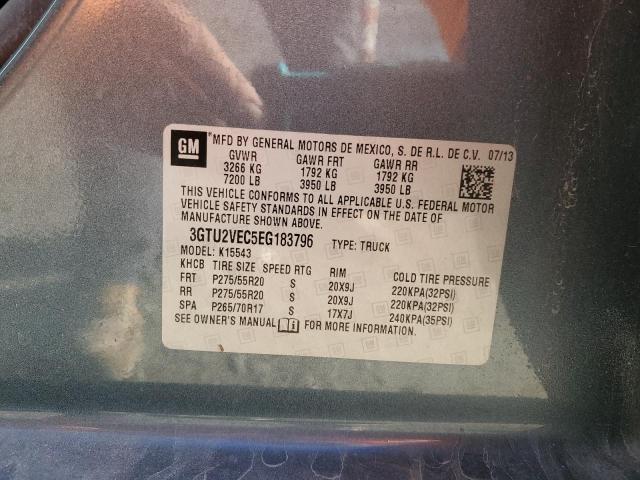 GM ® MFD BY GENERAL MOTORS DE MEXICO, S. DE R.L. DE C.V. 07/13
GVWR GAWR FRT GAWR RR
3266 KG 1792 KG 1792 KG
7200 LB 3950 LB 3950 LB
THIS VEHICLE CONFORMS TO ALL APPLICABLE U.S. FEDERAL MOTOR
VEHICLE SAFETY STANDARDS IN EFFECT ON THE DATE OF
MANUFACTURE SHOWN ABOVE.
3GTU2VEC5EG183796 TYPE: TRUCK
MODEL: K15543
KHCB TIRE SIZE SPEED RTG RIM COLD TIRE PRESSURE
FRT P275/55R20 S 20X9J 220KPA(32PSI)
RR P275/55R20 S 20X9J 220KPA(32PSI)
SPA P265/70R17 S 17X7J 240KPA(35PSI)
SEE OWNER'S MANUAL FOR MORE INFORMATION.